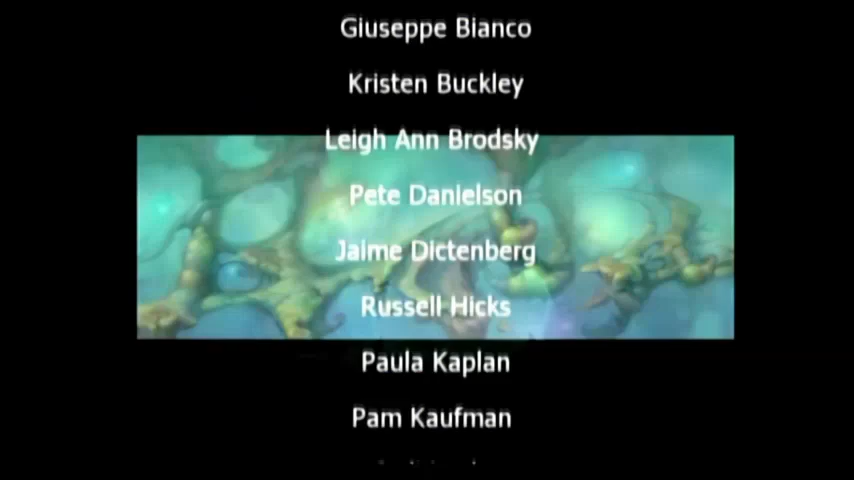 Giuseppe Bianco
Kristen Buckley
Leigh Ann Brodsky
Pete Danielson
Jaime Dictenberg
Russell Hicks
Paula Kaplan
Pam Kaufman